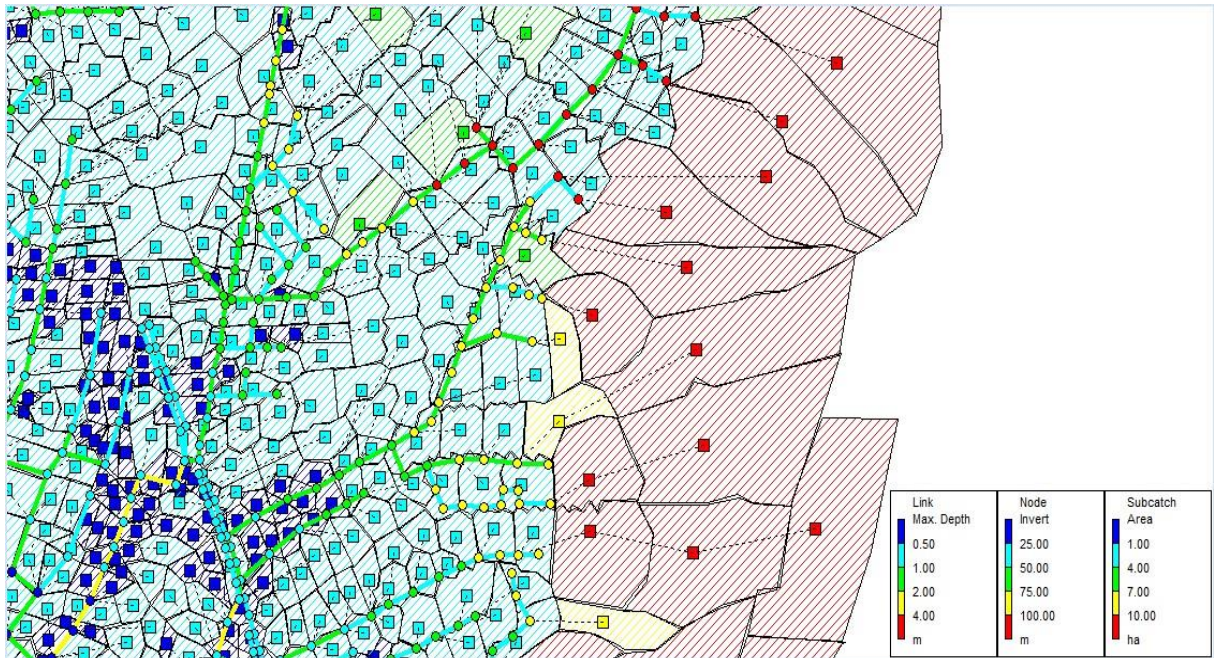 Link
Max. Depth
0.50
1.00
2.00
4.00
m
Node
Invert
25.00
50.00
75.00
100.00
m
Subcatch
Area
1.00
4.00
7.00
10.00
ha